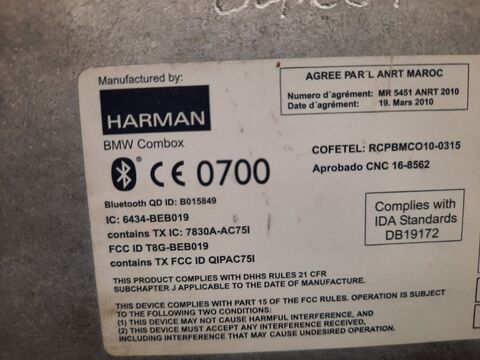 Manufactured by:
HARMAN
BMW Combox
CE 0700
Bluetooth QD ID: B015849
IC: 6434-BEB019
contains TX IC: 7830A-AC75I
FCC ID T8G-BEB019
contains TX FCC ID QIPAC75I
THIS PRODUCT COMPLIES WITH DHHS RULES 21 CFR
SUBCHAPTER J APPLICABLE TO THE DATE OF MANUFACTURE.
THIS DEVICE COMPLIES WITH PART 15 OF THE FCC RULES. OPERATION IS SUBJECT
TO THE FOLLOWING TWO CONDITIONS:
(1) THIS DEVICE MAY NOT CAUSE HARMFUL INTERFERENCE, AND
(2) THIS DEVICE MUST ACCEPT ANY INTERFERENCE RECEIVED,
INCLUDING INTERFERENCE THAT MAY CAUSE UNDESIRED OPERATION.
AGREE PAR´L ANRT MAROC
Numero d´agrément: MR 5451 ANRT 2010
Date d´agrément: 19. Mars 2010
COFETEL: RCPBMCO10-0315
Aprobado CNC 16-8562
Complies with
IDA Standards
DB19172